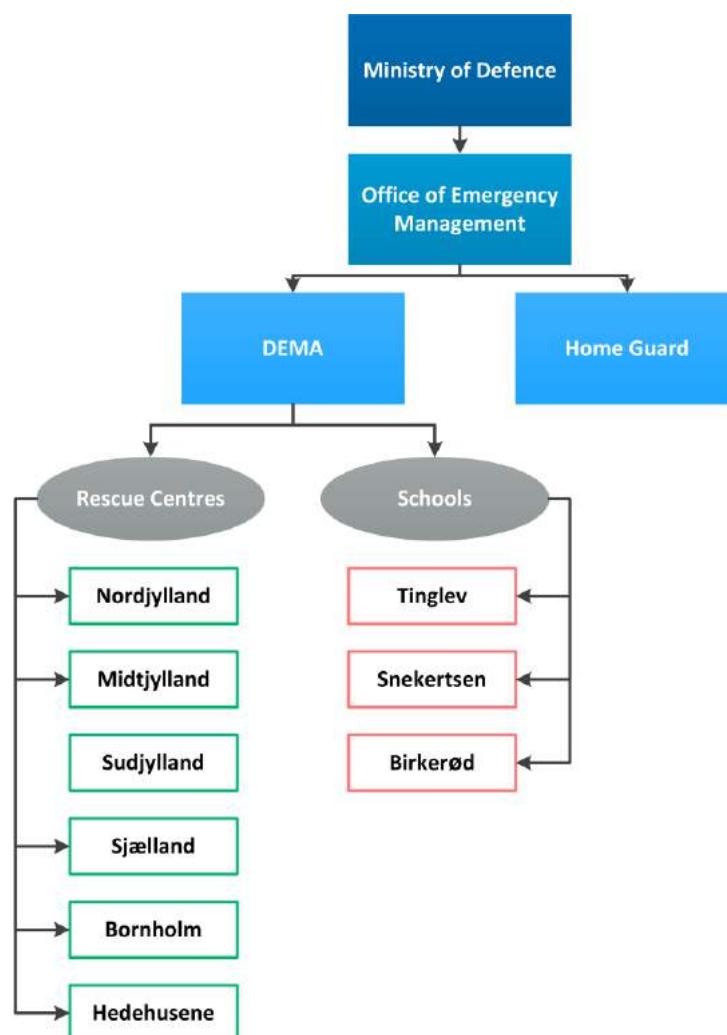 Ministry of Defence
Office of Emergency
Management
DEMA
Home Guard
Rescue Centres
Schools
Nordjylland
Tinglev
Midtjylland
Snekertsen
Sudjylland
Birkerød
Sjælland
Bornholm
Hedehusene